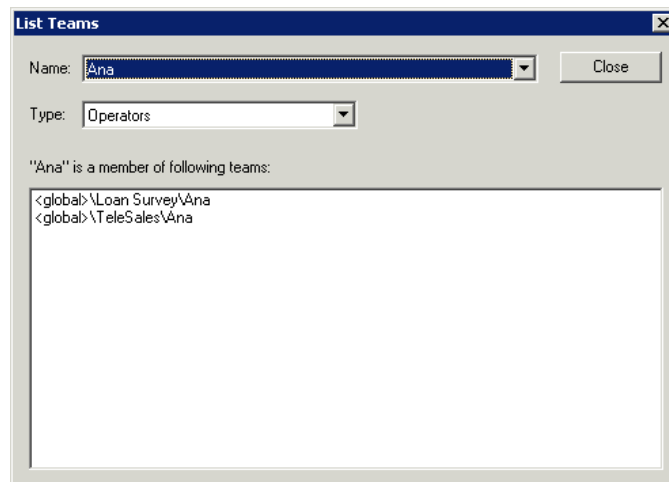 List Teams
Name: Ana Close
Type: Operators
"Ana" is a member of following teams:
<global>\Loan Survey\Ana
<global>\TeleSales\Ana